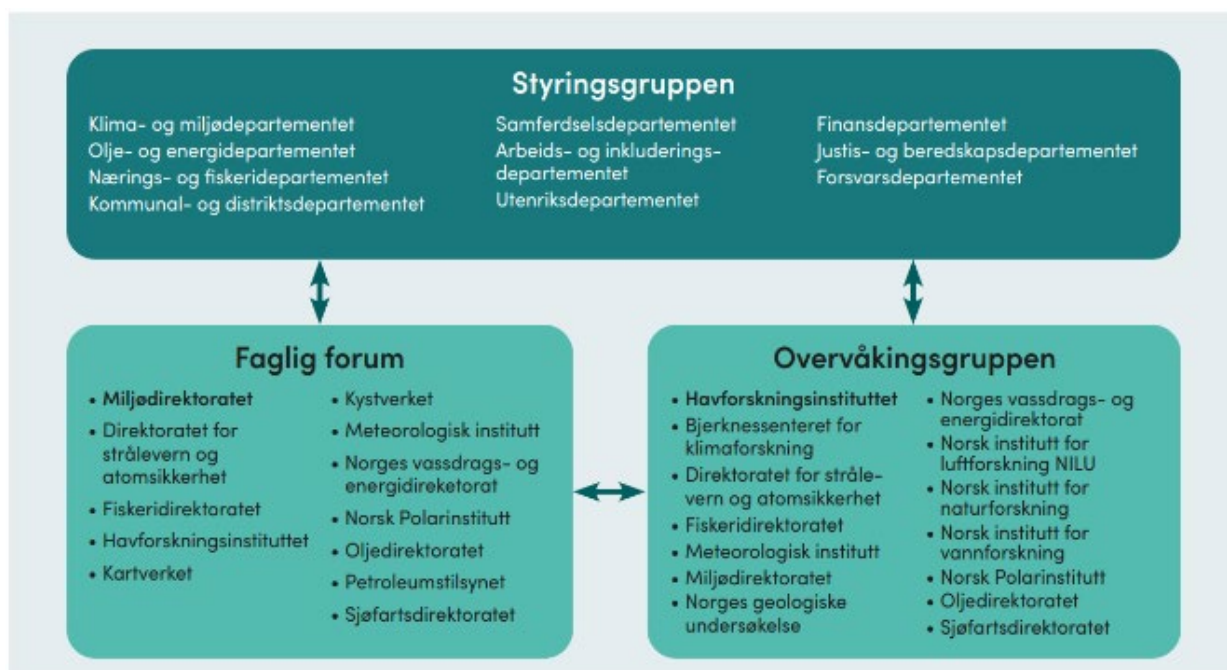 Styringsgruppen
Klima- og miljødepartementet
Olje- og energidepartementet
Nærings- og fiskeridepartementet
Kommunal- og distriktsdepartementet
Samferdselsdepartementet
Arbeids- og inkluderings-
departementet
Utenriksdepartementet
Finansdepartementet
Justis- og beredskapsdepartementet
Forsvarsdepartementet
Faglig forum
• Miljødirektoratet
• Direktoratet for
strålevern og
atomsikkerhet
• Fiskeridirektoratet
• Havforskningsinstituttet
• Kartverket
• Kystverket
• Meteorologisk institutt
• Norges vassdrags- og
energidireketorat
• Norsk Polarinstitutt
• Oljedirektoratet
• Petroleumstilsynet
• Sjøfartsdirektoratet
Overvåkingsgruppen
• Havforskningsinstituttet
• Bjerknessenteret for
klimaforskning
• Direktoratet for stråle-
vern og atomsikkerhet
• Fiskeridirektoratet
• Meteorologisk institutt
• Miljødirektoratet
• Norges geologiske
undersøkelse
• Norges vassdrags- og
energidirektorat
• Norsk institutt for
luftforskning NILU
• Norsk institutt for
naturforskning
• Norsk institutt for
vannforskning
• Norsk Polarinstitutt
• Oljedirektoratet
• Sjøfartsdirektoratet